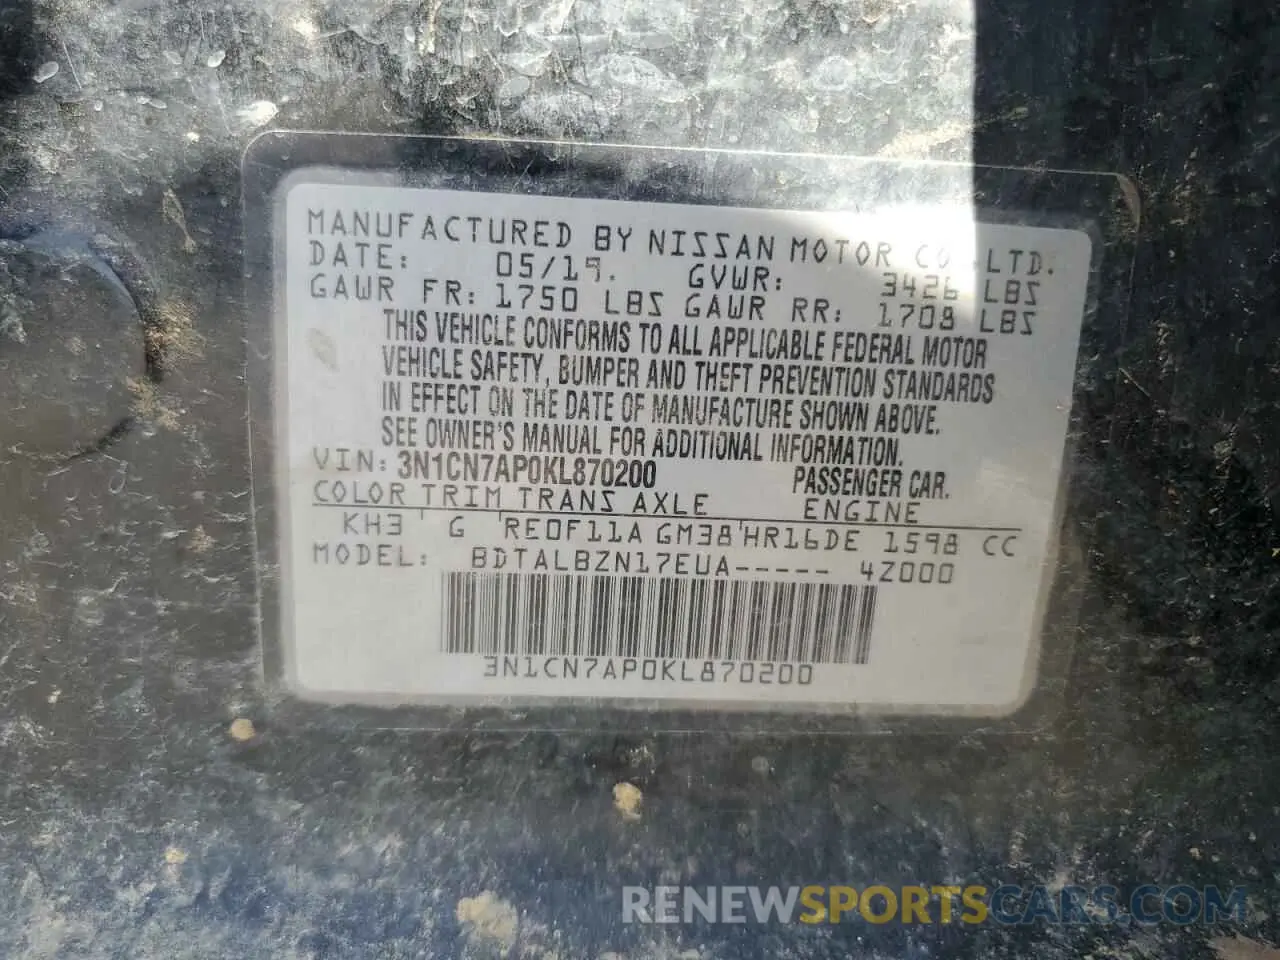 MANUFACTURED BY NISSAN MOTOR CO.,LTD.
DATE: 05/19. GVWR: 3426 LBS
GAWR FR: 1750 LBS GAWR RR: 1708 LBS
THIS VEHICLE CONFORMS TO ALL APPLICABLE FEDERAL MOTOR
VEHICLE SAFETY, BUMPER AND THEFT PREVENTION STANDARDS
IN EFFECT ON THE DATE OF MANUFACTURE SHOWN ABOVE.
SEE OWNER'S MANUAL FOR ADDITIONAL INFORMATION.
VIN: 3N1CN7AP0KL870200 PASSENGER CAR.
COLOR TRIM TRANS AXLE ENGINE
KH3 G RE0F11A GM38 HR16DE 1598 CC
MODEL: BDTALBZN17EUA----- 4Z000
3N1CN7AP0KL870200
RENEWSPORTSCARS.COM